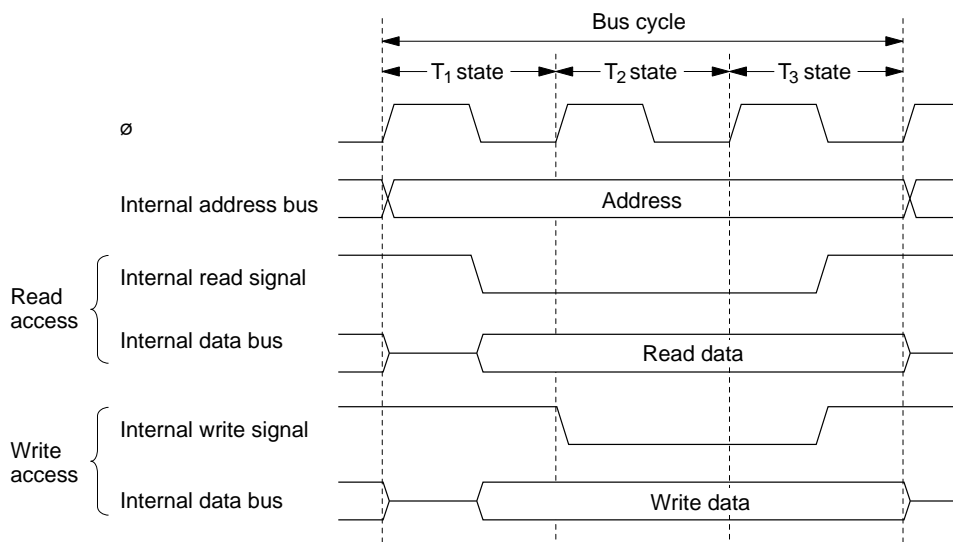 Bus cycle
T1 state
T2 state
T3 state
ø
Internal address bus
Address
Read
access
Internal read signal
Internal data bus
Read data
Write
access
Internal write signal
Internal data bus
Write data